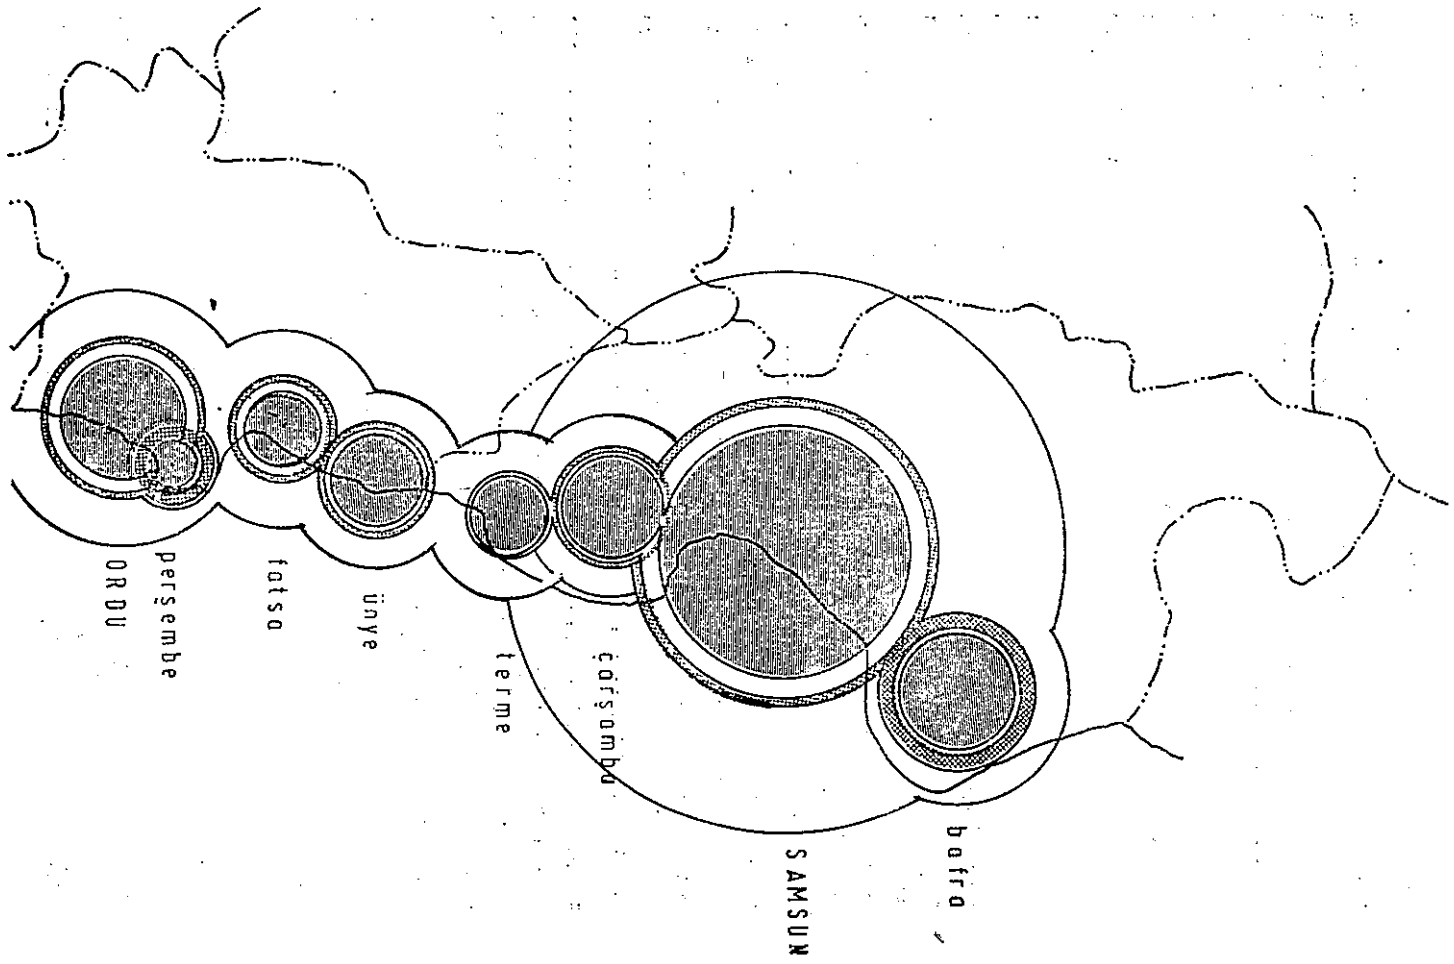 ORDU
perşembe
fatsa
ünye
terme
çarşamba
SAMSUN
bafra